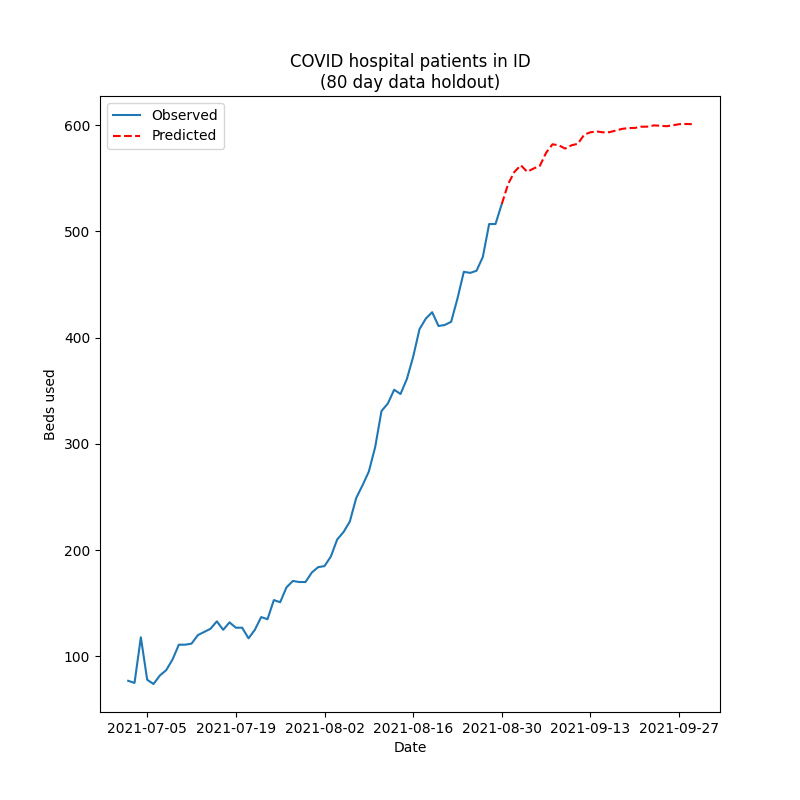 COVID hospital patients in ID
(80 day data holdout)
Observed
Predicted
600
500
400
300
200
100
Beds used
2021-07-05 2021-07-19 2021-08-02 2021-08-16 2021-08-30 2021-09-13 2021-09-27
Date